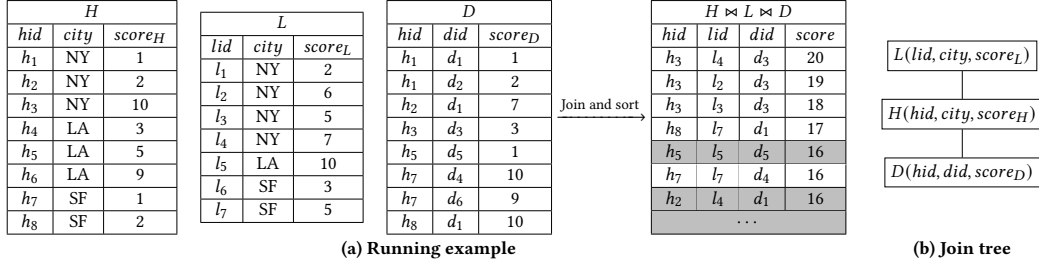 H
hid city score_H
h1 NY 1
h2 NY 2
h3 NY 10
h4 LA 3
h5 LA 5
h6 LA 9
h7 SF 1
h8 SF 2
L
lid city score_L
l1 NY 2
l2 NY 6
l3 NY 5
l4 NY 7
l5 LA 10
l6 SF 3
l7 SF 5
D
hid did score_D
h1 d1 1
h1 d2 2
h2 d1 7
h3 d3 3
h5 d5 1
h7 d4 10
h7 d6 9
h8 d1 10
Join and sort
H ⋈ L ⋈ D
hid lid did score
h3 l4 d3 20
h3 l2 d3 19
h3 l3 d3 18
h8 l7 d1 17
h5 l5 d5 16
h7 l7 d4 16
h2 l4 d1 16
...
(a) Running example
L(lid, city, score_L)
H(hid, city, score_H)
D(hid, did, score_D)
(b) Join tree